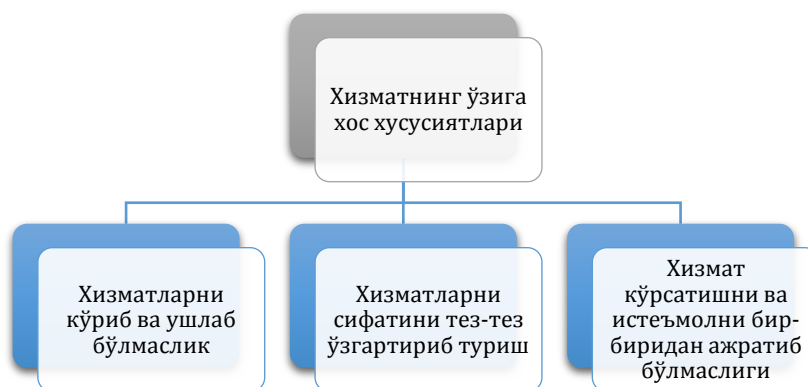 Хизматнинг ўзига
хос хусусиятлари
Хизматларни
кўриб ва ушлаб
бўлмаслик
Хизматларни
сифатини тез-тез
ўзгартириб туриш
Хизмат
кўрсатишни ва
истеъмолни бир-
биридан ажратиб
бўлмаслиги